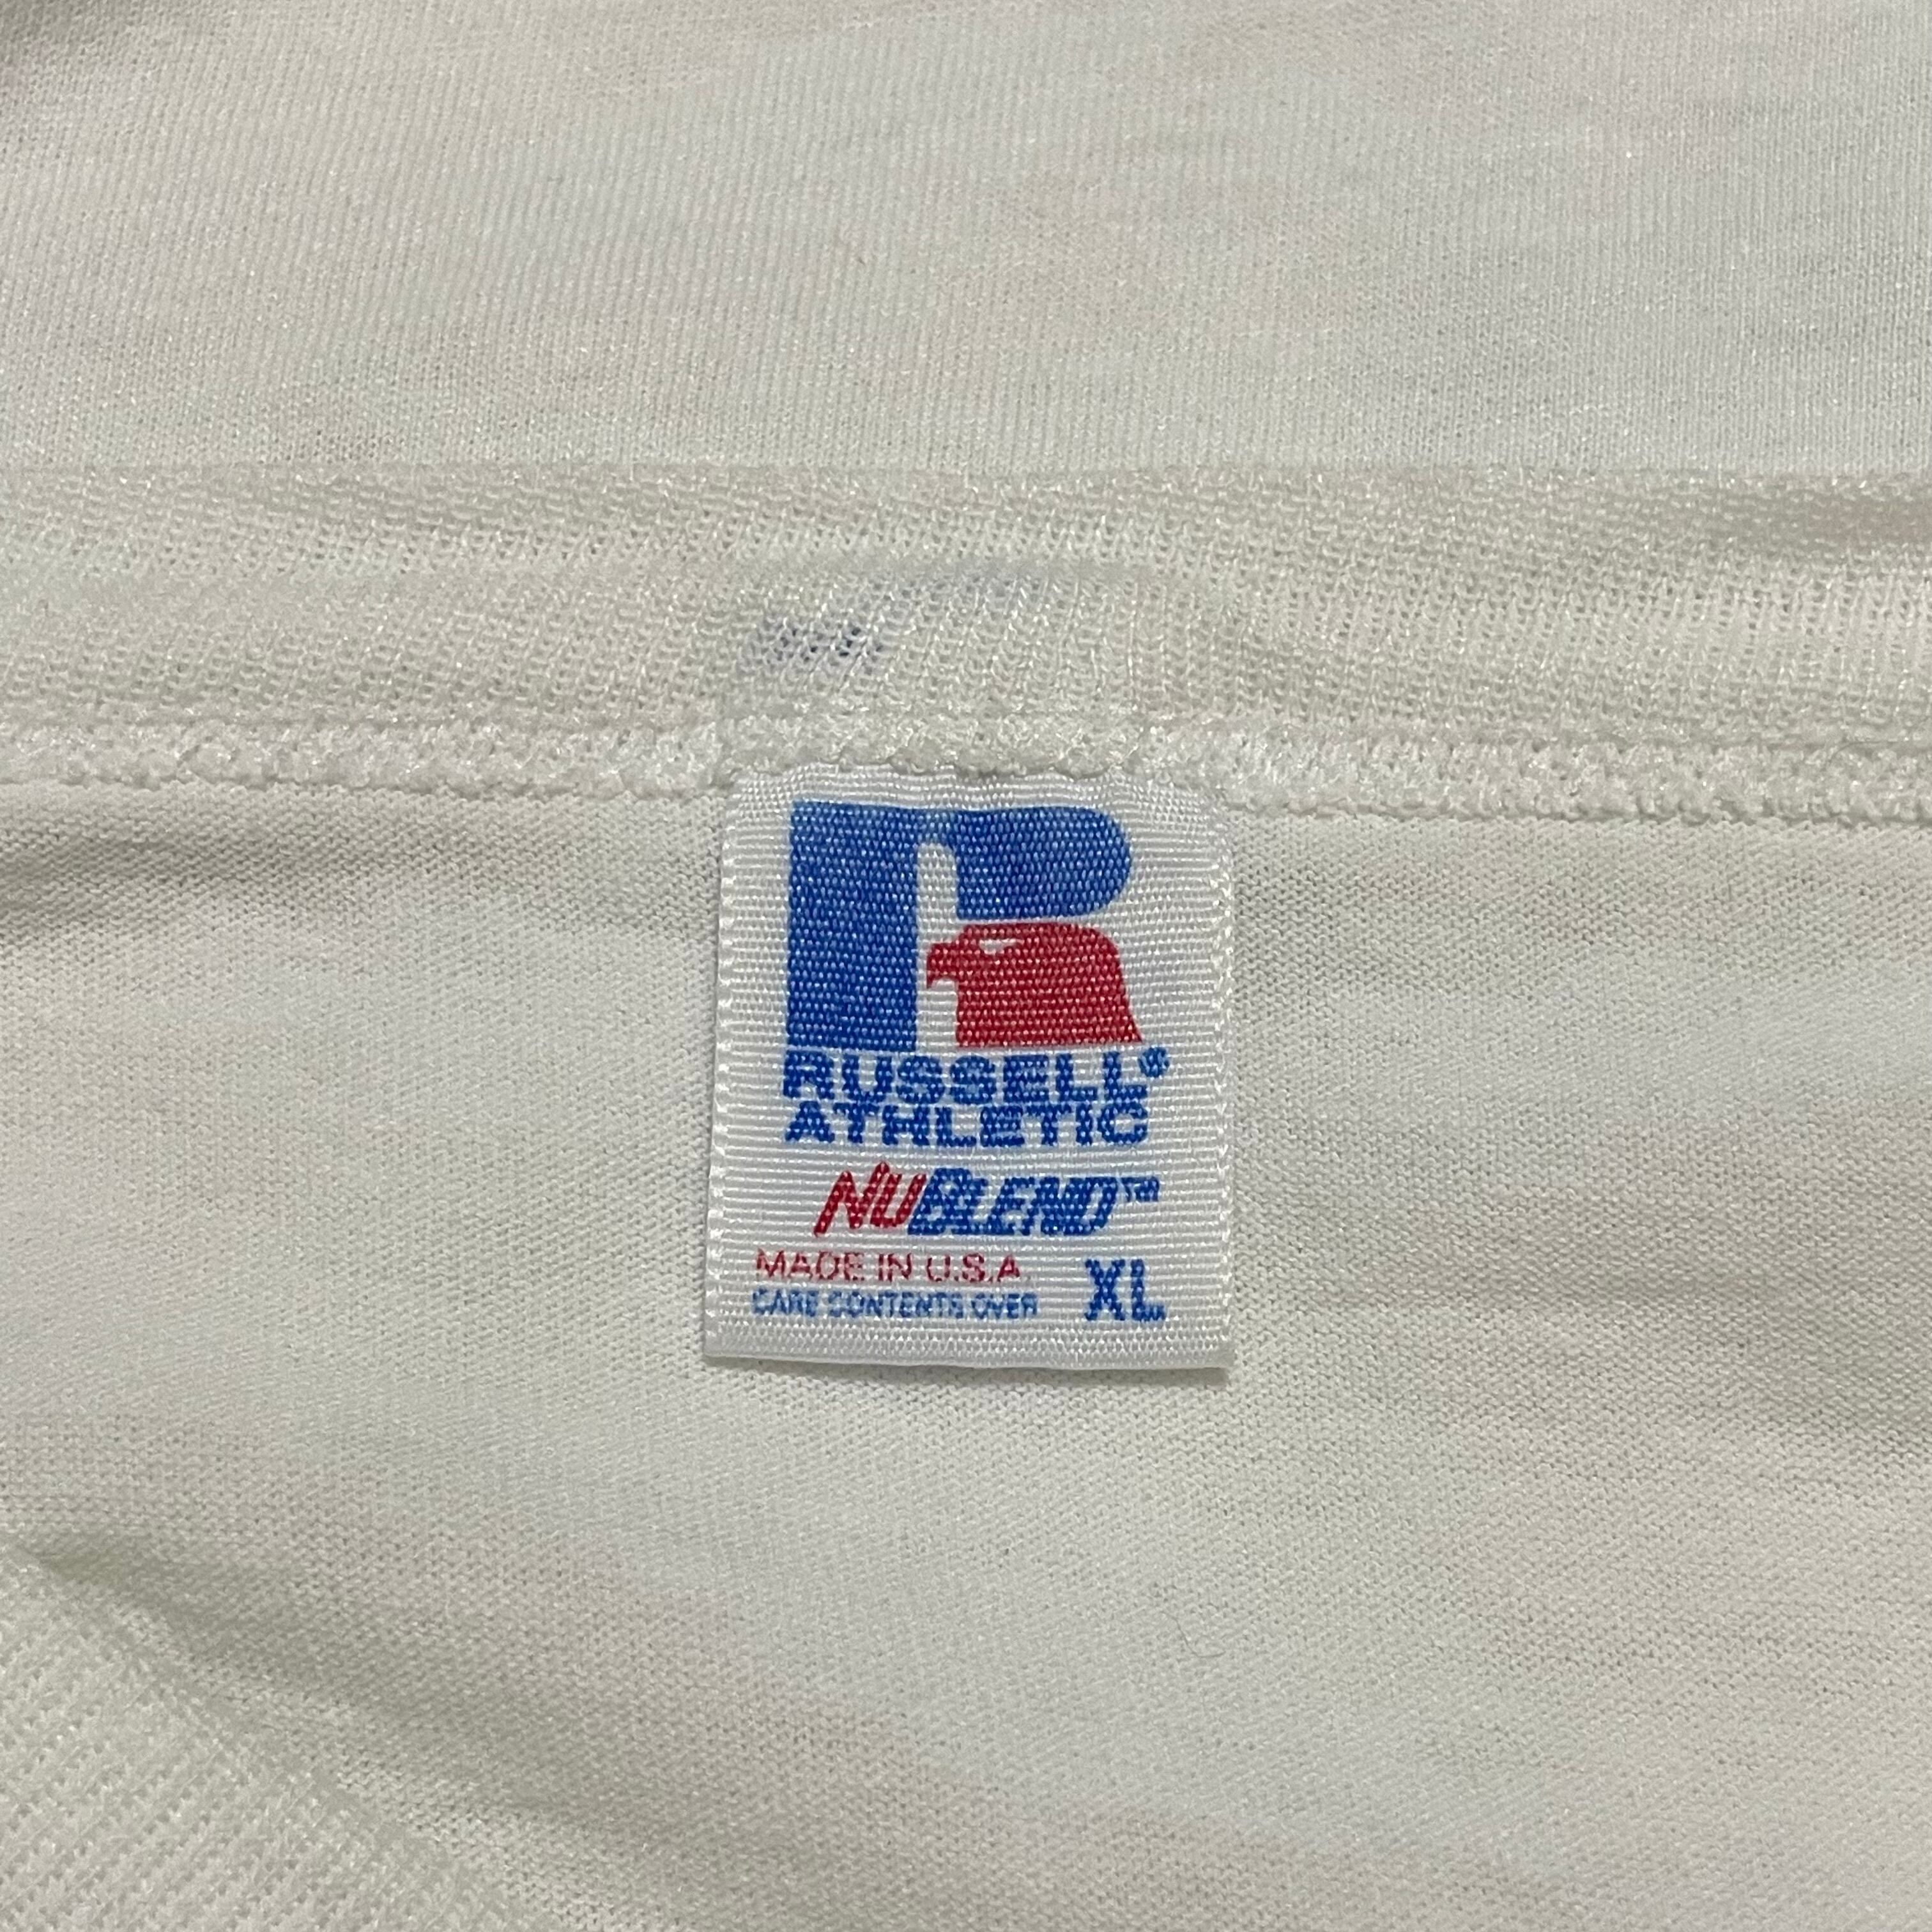 RUSSELL®
ATHLETIC
NUBLEND™
MADE IN U.S.A.
CARE CONTENTS OVER
XL